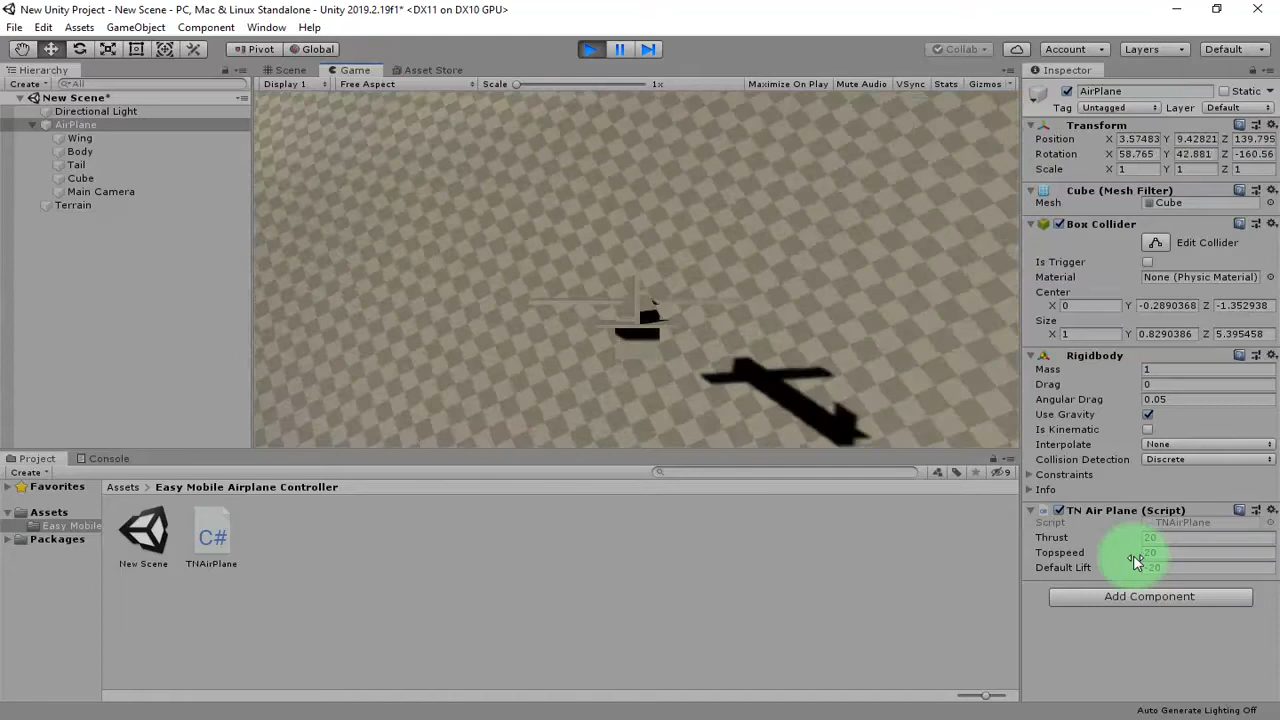 New Unity Project - New Scene - PC, Mac & Linux Standalone - Unity 2019.2.19f1* <DX11 on DX10 GPU>
File Edit Assets GameObject Component Window Help
Pivot Global Collab Account Layers Default
Hierarchy Scene Game Asset Store Inspector
Create All Display 1 Free Aspect Scale 1x Maximize On Play Mute Audio VSync Stats Gizmos
AirPlane Static
New Scene*
Tag Untagged Layer Default
Directional Light
AirPlane
Transform
Wing
Position X 3.57483 Y 9.42821 Z 139.795
Body
Rotation X 58.765 Y 42.881 Z -160.56
Tail
Scale X 1 Y 1 Z 1
Cube
Main Camera
Cube (Mesh Filter)
Terrain
Mesh Cube
Box Collider
Edit Collider
Is Trigger
Material None (Physic Material)
Center
X 0 Y -0.2890368 Z -1.352938
Size
X 1 Y 0.8290386 Z 5.395458
Rigidbody
Mass 1
Drag 0
Angular Drag 0.05
Use Gravity
Is Kinematic
Interpolate None
Collision Detection Discrete
Constraints
Info
Project Console
Create 9
Favorites Assets > Easy Mobile Airplane Controller
Assets
Easy Mobile
Packages
New Scene
C#
TNAirPlane
TN Air Plane (Script)
Script TNAirPlane
Thrust 20
Topspeed 20
Default Lift -20
Add Component
Auto Generate Lighting Off